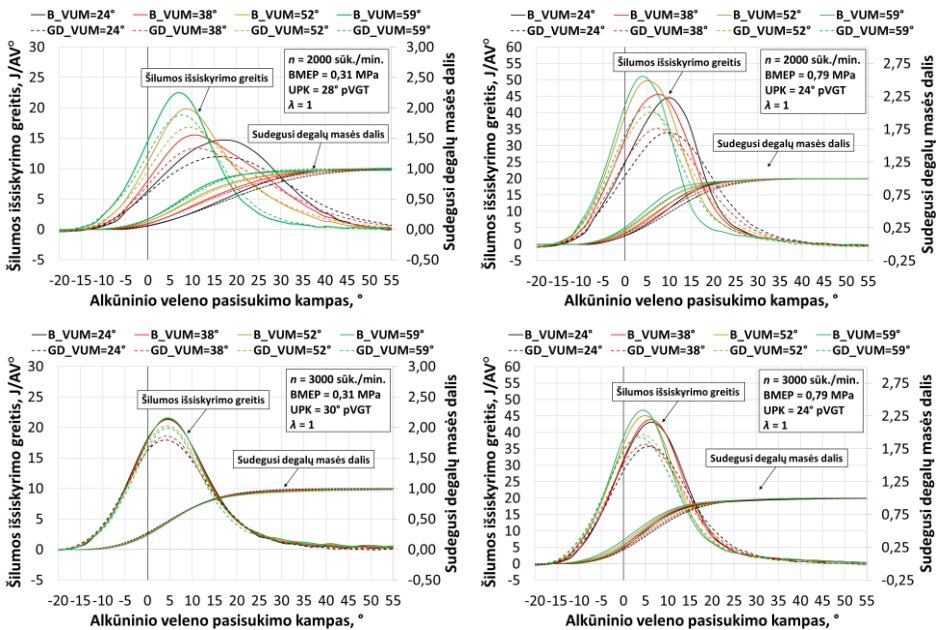 B_VUM=24° B_VUM=38° B_VUM=52° B_VUM=59°
GD_VUM=24° GD_VUM=38° GD_VUM=52° GD_VUM=59°
Šilumos išsiskyrimo greitis, J/AVº
30
25
20
15
10
5
0
-5
3,00
2,50
2,00
1,50
1,00
0,50
0,00
-0,50
Sudegusi degalų masės dalis
n = 2000 sūk./min.
BMEP = 0,31 MPa
UPK = 28° pVGT
λ = 1
Šilumos išsiskyrimo greitis
Sudegusi degalų masės dalis
-20 -15 -10 -5 0 5 10 15 20 25 30 35 40 45 50 55
Alkūninio veleno pasisukimo kampas, °
B_VUM=24° B_VUM=38° B_VUM=52° B_VUM=59°
GD_VUM=24° GD_VUM=38° GD_VUM=52° GD_VUM=59°
Šilumos išsiskyrimo greitis, J/AVº
60
55
50
45
40
35
30
25
20
15
10
5
0
-5
2,75
2,25
1,75
1,25
0,75
0,25
-0,25
Sudegusi degalų masės dalis
n = 2000 sūk./min.
BMEP = 0,79 MPa
UPK = 24° pVGT
λ = 1
Šilumos išsiskyrimo greitis
Sudegusi degalų masės dalis
-20 -15 -10 -5 0 5 10 15 20 25 30 35 40 45 50 55
Alkūninio veleno pasisukimo kampas, °
B_VUM=24° B_VUM=38° B_VUM=52° B_VUM=59°
GD_VUM=24° GD_VUM=38° GD_VUM=52° GD_VUM=59°
Šilumos išsiskyrimo greitis, J/AVº
30
25
20
15
10
5
0
-5
3,00
2,50
2,00
1,50
1,00
0,50
0,00
-0,50
Sudegusi degalų masės dalis
n = 3000 sūk./min.
BMEP = 0,31 MPa
UPK = 30° pVGT
λ = 1
Šilumos išsiskyrimo greitis
Sudegusi degalų masės dalis
-20 -15 -10 -5 0 5 10 15 20 25 30 35 40 45 50 55
Alkūninio veleno pasisukimo kampas, °
B_VUM=24° B_VUM=38° B_VUM=52° B_VUM=59°
GD_VUM=24° GD_VUM=38° GD_VUM=52° GD_VUM=59°
Šilumos išsiskyrimo greitis, J/AVº
60
55
50
45
40
35
30
25
20
15
10
5
0
-5
2,75
2,25
1,75
1,25
0,75
0,25
-0,25
Sudegusi degalų masės dalis
n = 3000 sūk./min.
BMEP = 0,79 MPa
UPK = 24° pVGT
λ = 1
Šilumos išsiskyrimo greitis
Sudegusi degalų masės dalis
-20 -15 -10 -5 0 5 10 15 20 25 30 35 40 45 50 55
Alkūninio veleno pasisukimo kampas, °